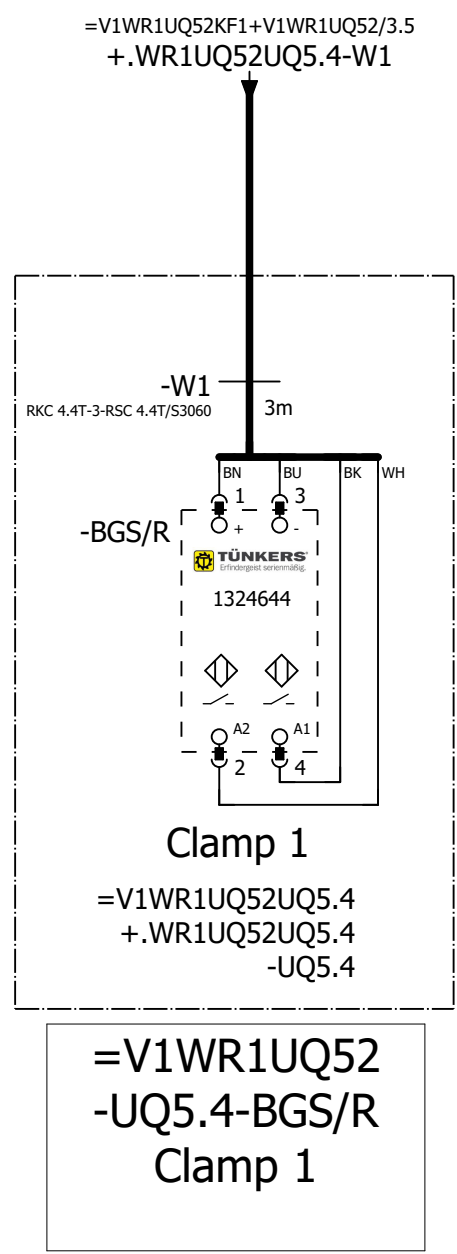 =V1WR1UQ52KF1+V1WR1UQ52/3.5
+.WR1UQ52UQ5.4-W1
-W1
RKC 4.4T-3-RSC 4.4T/S3060
3m
BN BU BK WH
1 3
-BGS/R
+ -
TÜNKERS
Erfindergeist serienmäßig.
1324644
A2 A1
2 4
Clamp 1
=V1WR1UQ52UQ5.4
+.WR1UQ52UQ5.4
-UQ5.4
=V1WR1UQ52
-UQ5.4-BGS/R
Clamp 1